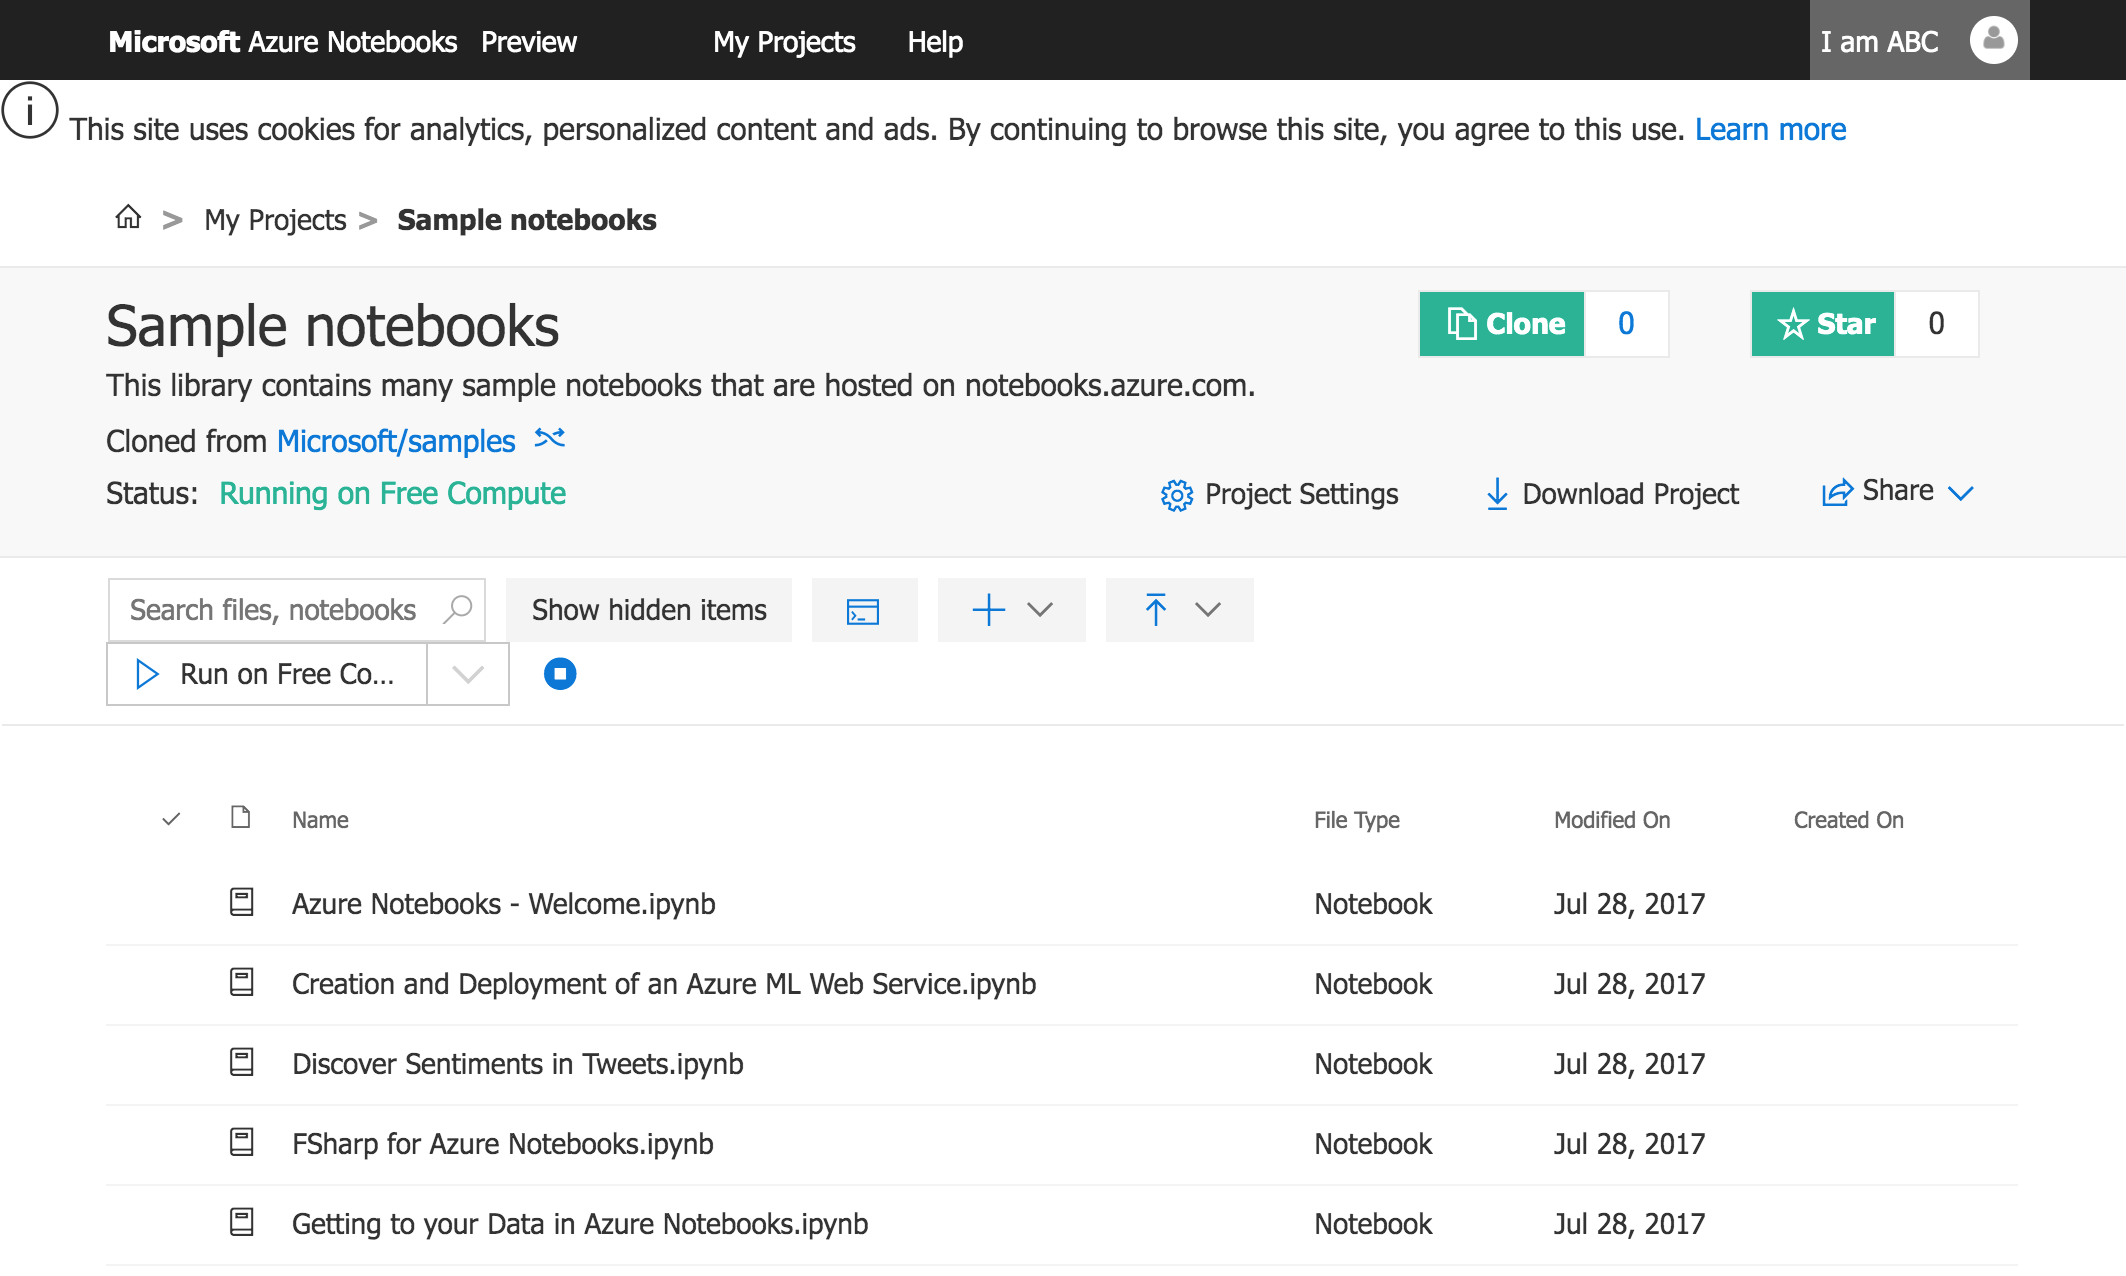 Microsoft Azure Notebooks Preview My Projects Help I am ABC
This site uses cookies for analytics, personalized content and ads. By continuing to browse this site, you agree to this use. Learn more
> My Projects > Sample notebooks
Sample notebooks
Clone 0 Star 0
This library contains many sample notebooks that are hosted on notebooks.azure.com.
Cloned from Microsoft/samples
Status: Running on Free Compute
Project Settings Download Project Share
Search files, notebooks Show hidden items
Run on Free Co...
Name File Type Modified On Created On
Azure Notebooks - Welcome.ipynb Notebook Jul 28, 2017
Creation and Deployment of an Azure ML Web Service.ipynb Notebook Jul 28, 2017
Discover Sentiments in Tweets.ipynb Notebook Jul 28, 2017
FSharp for Azure Notebooks.ipynb Notebook Jul 28, 2017
Getting to your Data in Azure Notebooks.ipynb Notebook Jul 28, 2017